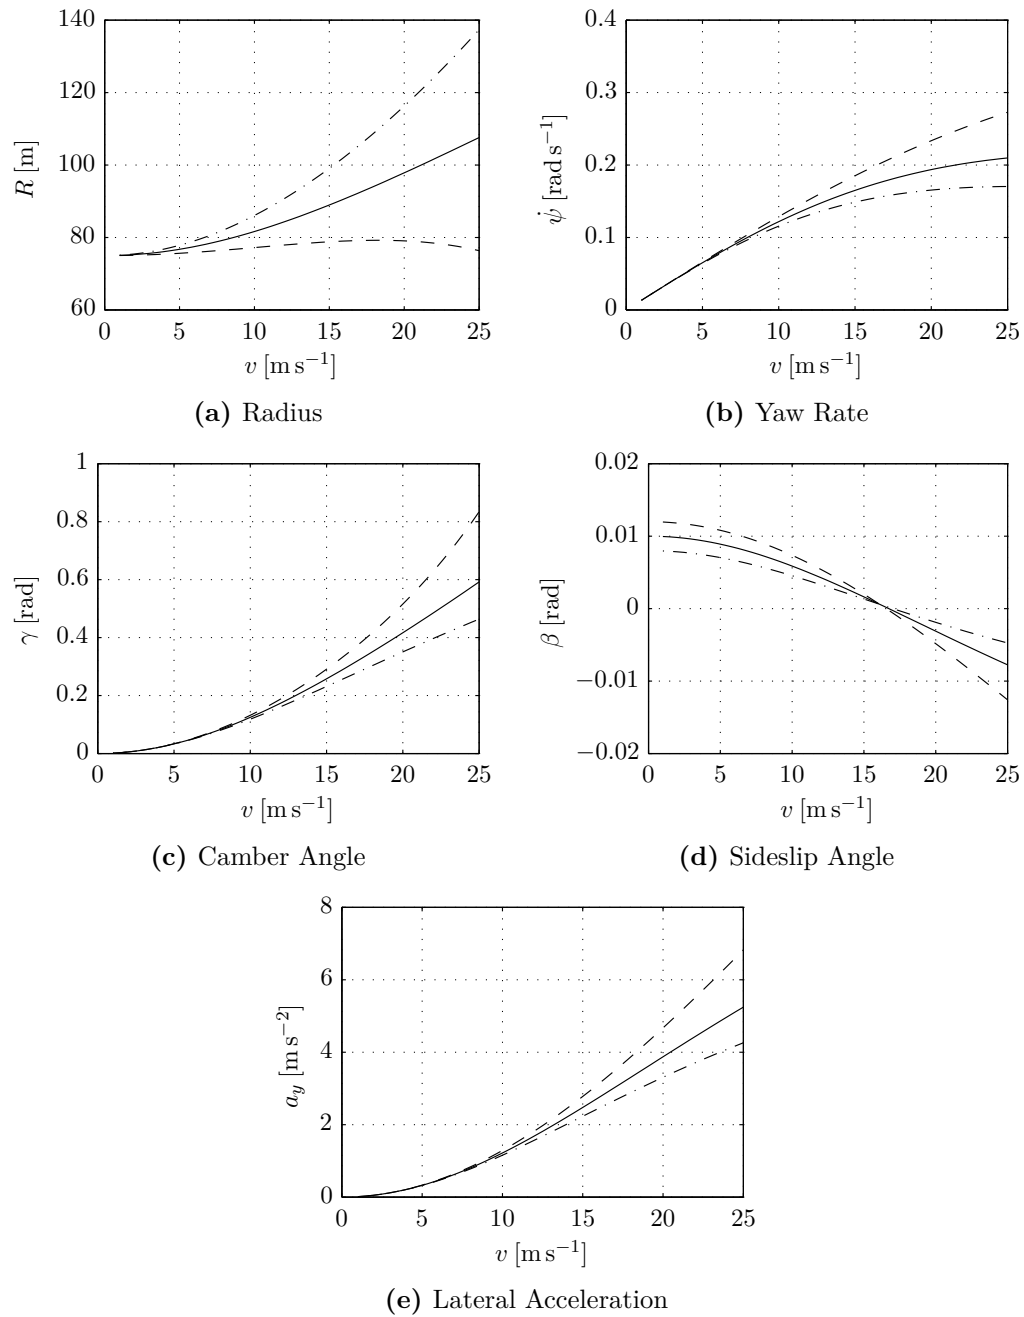 140
120
100
80
60
R [m]
0 5 10 15 20 25
v [m s⁻¹]
(a) Radius
0.4
0.3
0.2
0.1
0
ψ̇ [rad s⁻¹]
0 5 10 15 20 25
v [m s⁻¹]
(b) Yaw Rate
1
0.8
0.6
0.4
0.2
0
γ [rad]
0 5 10 15 20 25
v [m s⁻¹]
(c) Camber Angle
0.02
0.01
0
−0.01
−0.02
β [rad]
0 5 10 15 20 25
v [m s⁻¹]
(d) Sideslip Angle
8
6
4
2
0
a_y [m s⁻²]
0 5 10 15 20 25
v [m s⁻¹]
(e) Lateral Acceleration